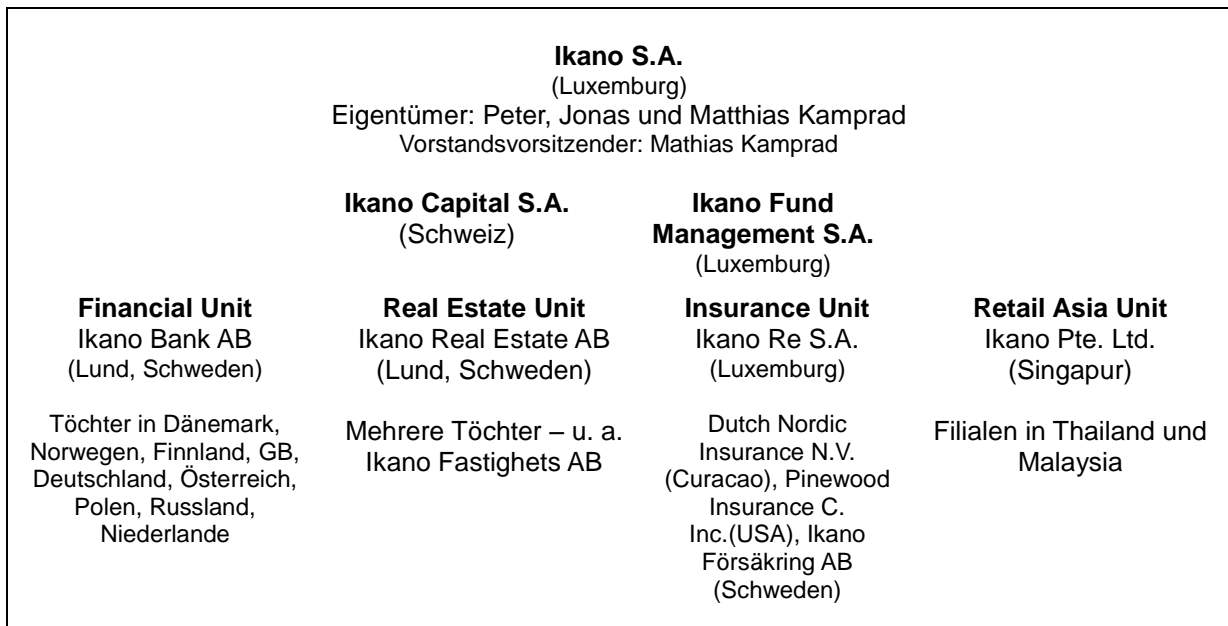 Ikano S.A.
(Luxemburg)
Eigentümer: Peter, Jonas und Matthias Kamprad
Vorstandsvorsitzender: Mathias Kamprad
Ikano Capital S.A.
(Schweiz)
Ikano Fund
Management S.A.
(Luxemburg)
Financial Unit
Ikano Bank AB
(Lund, Schweden)
Töchter in Dänemark,
Norwegen, Finnland, GB,
Deutschland, Österreich,
Polen, Russland,
Niederlande
Real Estate Unit
Ikano Real Estate AB
(Lund, Schweden)
Mehrere Töchter – u. a.
Ikano Fastighets AB
Insurance Unit
Ikano Re S.A.
(Luxemburg)
Dutch Nordic
Insurance N.V.
(Curacao), Pinewood
Insurance C.
Inc.(USA), Ikano
Försäkring AB
(Schweden)
Retail Asia Unit
Ikano Pte. Ltd.
(Singapur)
Filialen in Thailand und
Malaysia